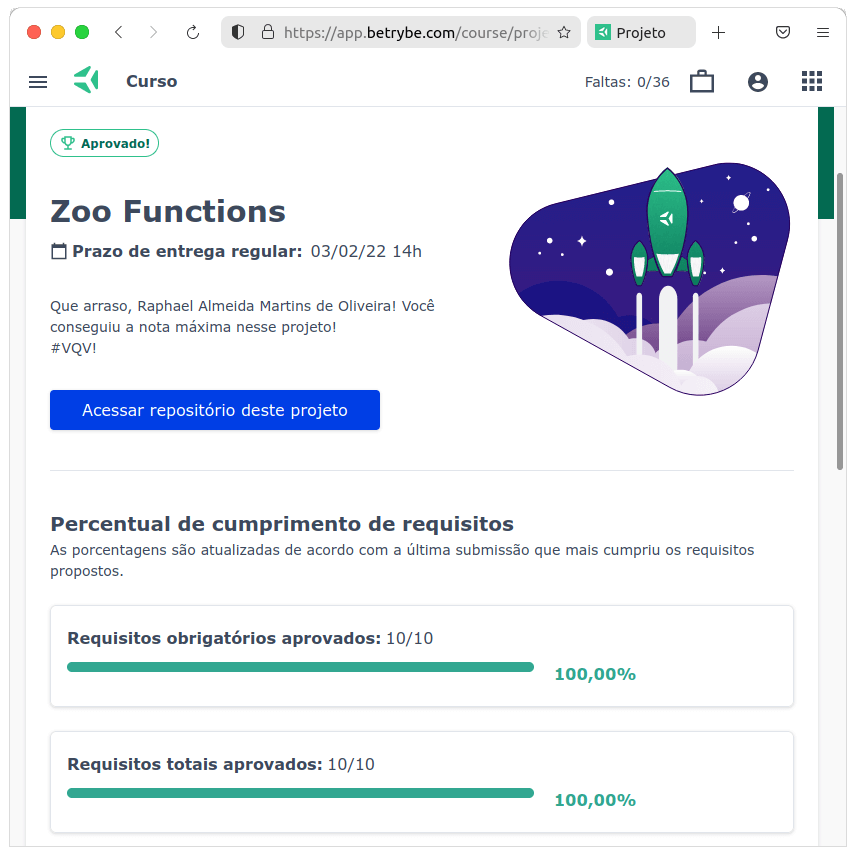 https://app.betrybe.com/course/proje
Projeto
Curso
Faltas: 0/36
Aprovado!
Zoo Functions
Prazo de entrega regular: 03/02/22 14h
Que arraso, Raphael Almeida Martins de Oliveira! Você
conseguiu a nota máxima nesse projeto!
#VQV!
Acessar repositório deste projeto
Percentual de cumprimento de requisitos
As porcentagens são atualizadas de acordo com a última submissão que mais cumpriu os requisitos
propostos.
Requisitos obrigatórios aprovados: 10/10
100,00%
Requisitos totais aprovados: 10/10
100,00%